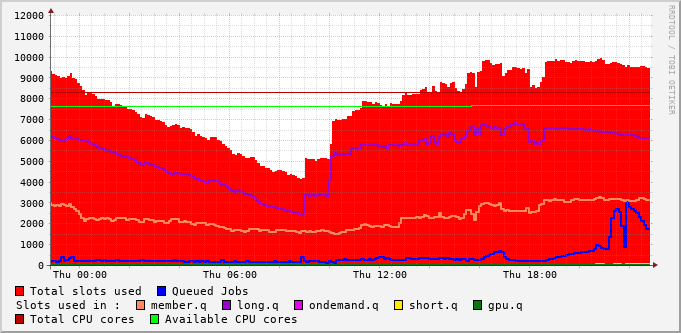 12000
11000
10000
9000
8000
7000
6000
5000
4000
3000
2000
1000
0
Thu 00:00 Thu 06:00 Thu 12:00 Thu 18:00
RRDTOOL / TOBI OETIKER
Total slots used Queued Jobs
Slots used in : member.q long.q ondemand.q short.q gpu.q
Total CPU cores Available CPU cores